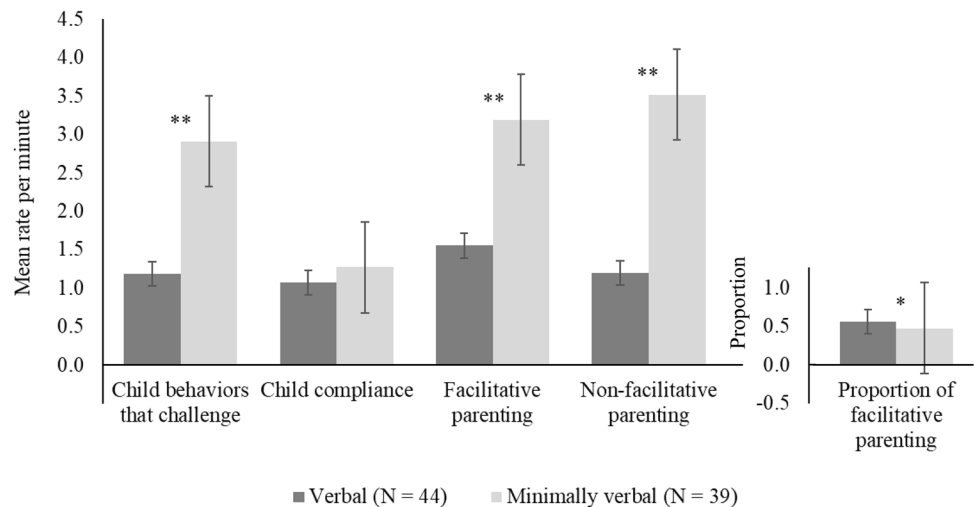 Mean rate per minute
4.5
4.0
3.5
3.0
2.5
2.0
1.5
1.0
0.5
0.0
**
**
**
Child behaviors
that challenge
Child compliance
Facilitative
parenting
Non-facilitative
parenting
Proportion
1.0
0.5
0.0
-0.5
*
Proportion of
facilitative
parenting
Verbal (N = 44)
Minimally verbal (N = 39)